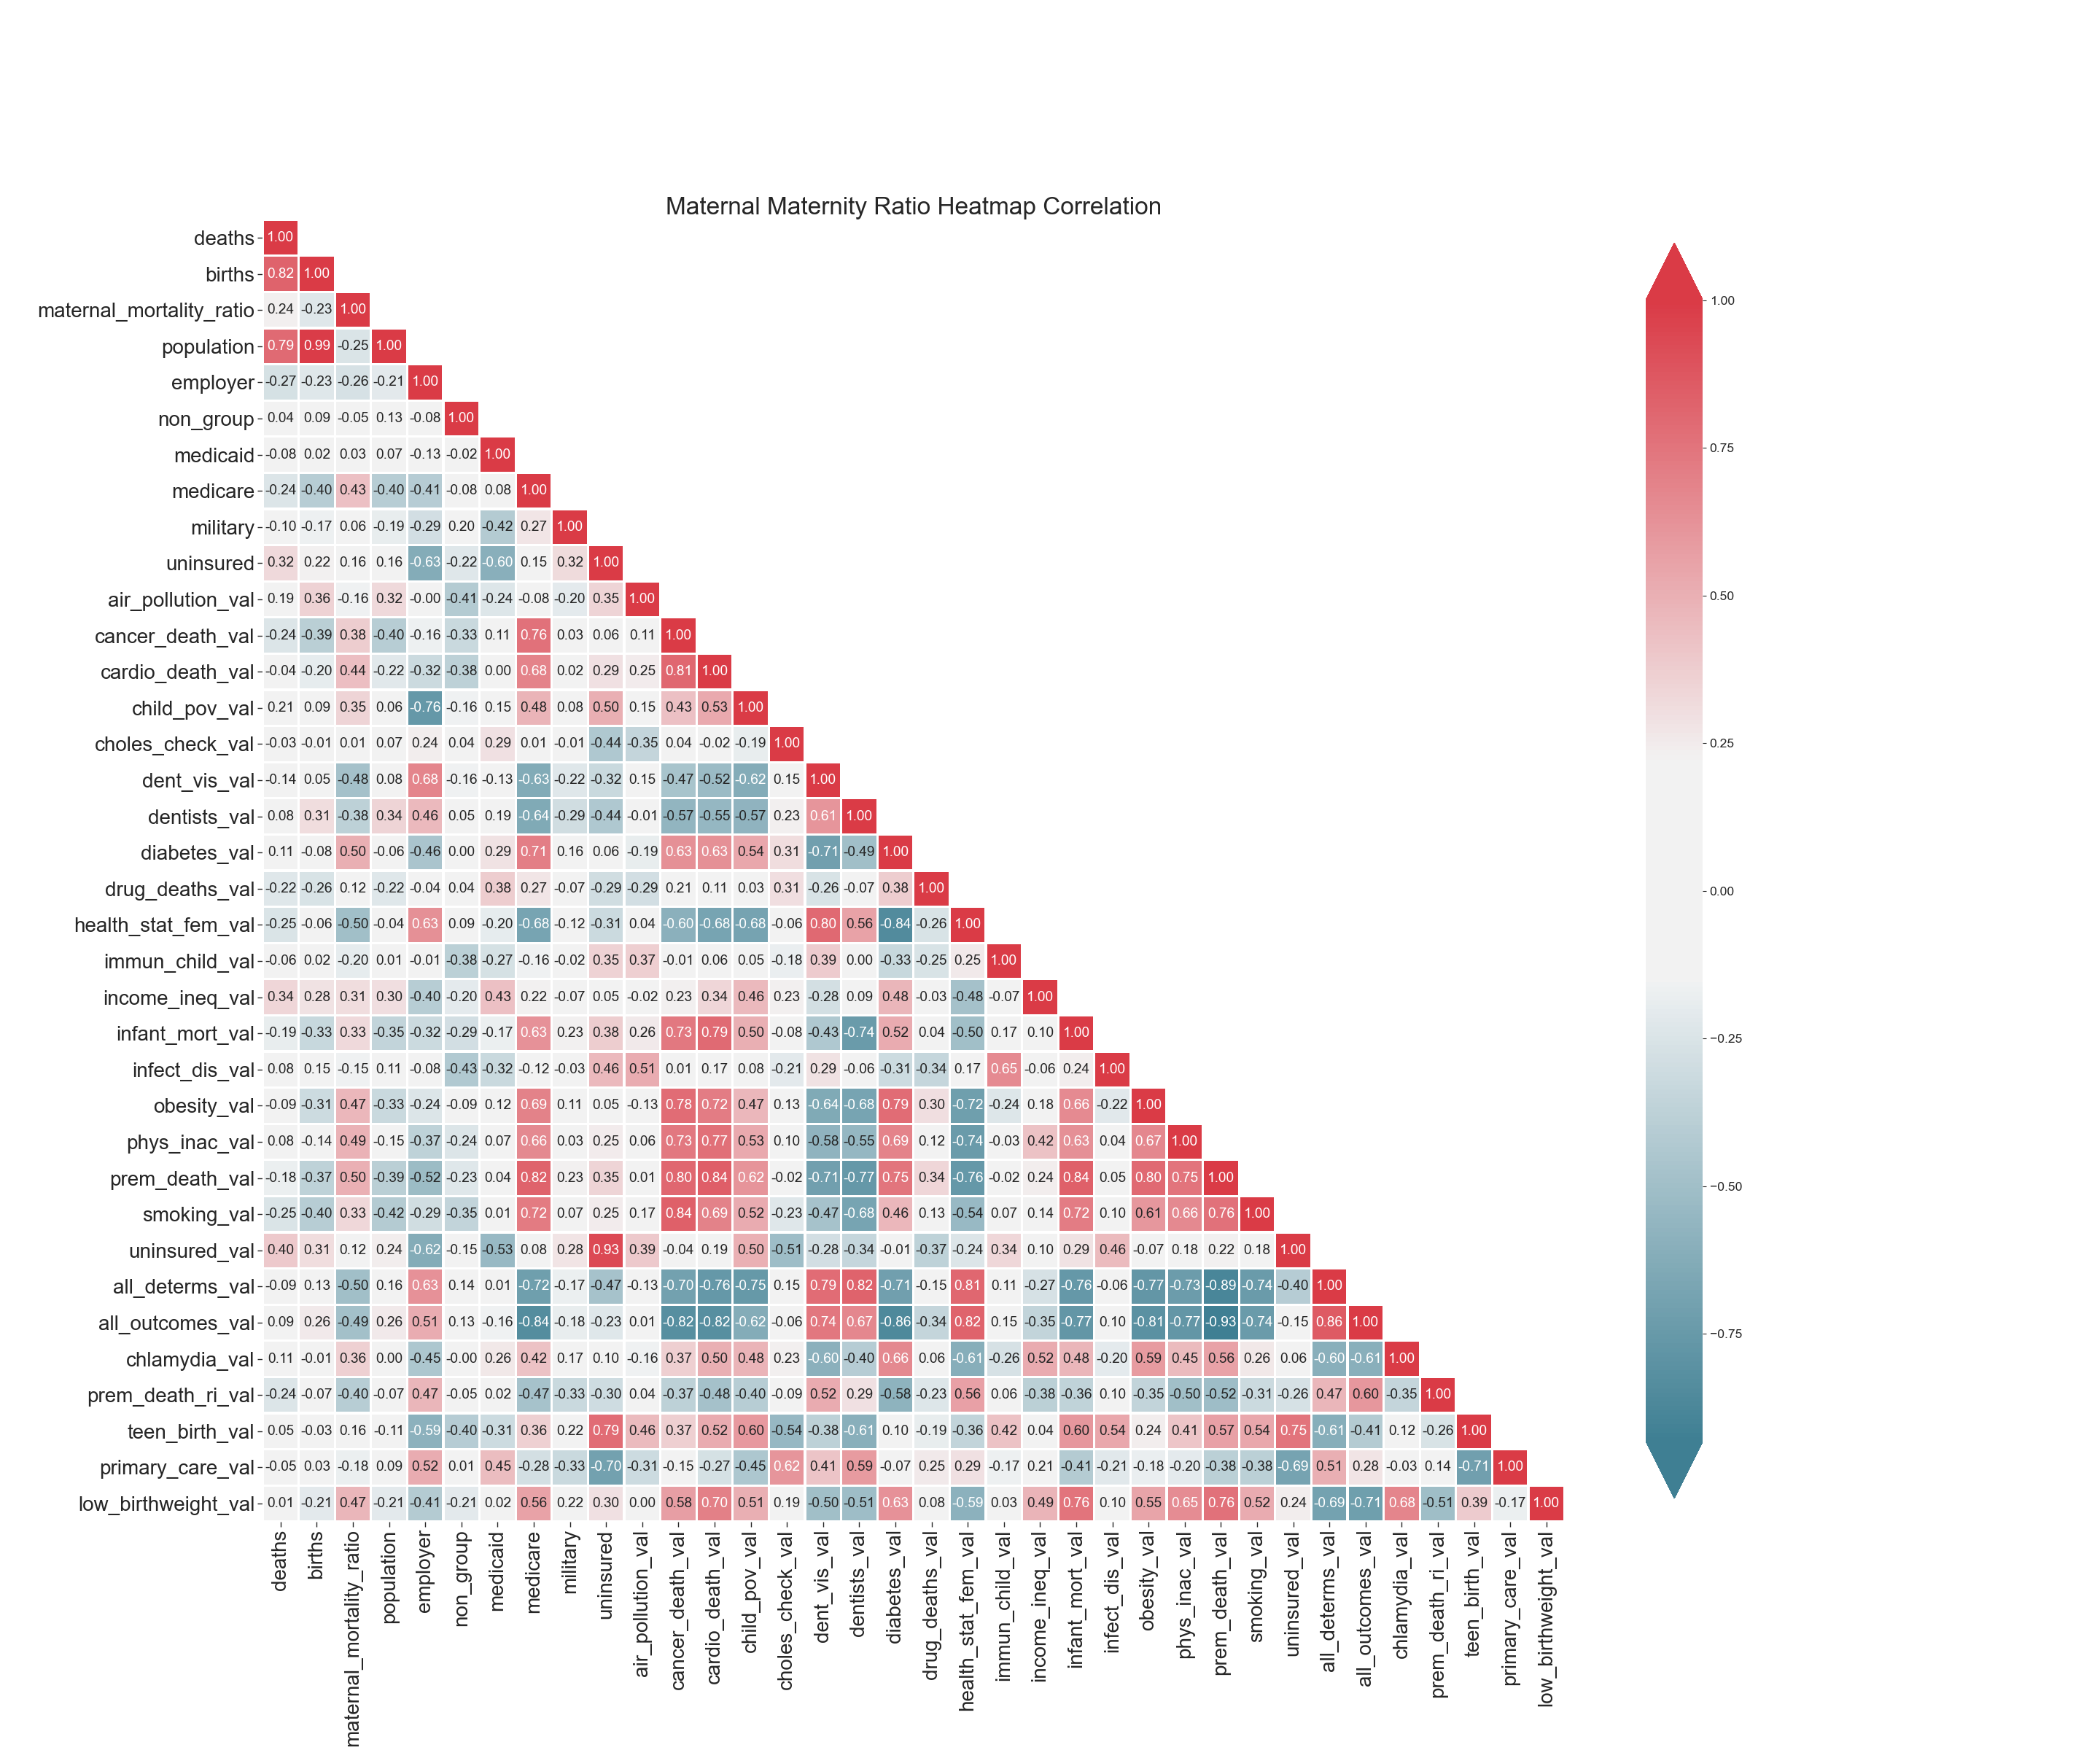 Maternal Maternity Ratio Heatmap Correlation
deaths 1.00
births 0.82 1.00
maternal_mortality_ratio 0.24 -0.23 1.00
population 0.79 0.99 -0.25 1.00
employer -0.27 -0.23 -0.26 -0.21 1.00
non_group 0.04 0.09 -0.05 0.13 -0.08 1.00
medicaid -0.08 0.02 0.03 0.07 -0.13 -0.02 1.00
medicare -0.24 -0.40 0.43 -0.40 -0.41 -0.08 0.08 1.00
military -0.10 -0.17 0.06 -0.19 -0.29 0.20 -0.42 0.27 1.00
uninsured 0.32 0.22 0.16 0.16 -0.63 -0.22 -0.60 0.15 0.32 1.00
air_pollution_val 0.19 0.36 -0.16 0.32 -0.00 -0.41 -0.24 -0.08 -0.20 0.35 1.00
cancer_death_val -0.24 -0.39 0.38 -0.40 -0.16 -0.33 0.11 0.76 0.03 0.06 0.11 1.00
cardio_death_val -0.04 -0.20 0.44 -0.22 -0.32 -0.38 0.00 0.68 0.02 0.29 0.25 0.81 1.00
child_pov_val 0.21 0.09 0.35 0.06 -0.76 -0.16 0.15 0.48 0.08 0.50 0.15 0.43 0.53 1.00
choles_check_val -0.03 -0.01 0.01 0.07 0.24 0.04 0.29 0.01 -0.01 -0.44 -0.35 0.04 -0.02 -0.19 1.00
dent_vis_val -0.14 0.05 -0.48 0.08 0.68 -0.16 -0.13 -0.63 -0.22 -0.32 0.15 -0.47 -0.52 -0.62 0.15 1.00
dentists_val 0.08 0.31 -0.38 0.34 0.46 0.05 0.19 -0.64 -0.29 -0.44 -0.01 -0.57 -0.55 -0.57 0.23 0.61 1.00
diabetes_val 0.11 -0.08 0.50 -0.06 -0.46 0.00 0.29 0.71 0.16 0.06 -0.19 0.63 0.63 0.54 0.31 -0.71 -0.49 1.00
drug_deaths_val -0.22 -0.26 0.12 -0.22 -0.04 0.04 0.38 0.27 -0.07 -0.29 -0.29 0.21 0.11 0.03 0.31 -0.26 -0.07 0.38 1.00
health_stat_fem_val -0.25 -0.06 -0.50 -0.04 0.63 0.09 -0.20 -0.68 -0.12 -0.31 0.04 -0.60 -0.68 -0.68 -0.06 0.80 0.56 -0.84 -0.26 1.00
immun_child_val -0.06 0.02 -0.20 0.01 -0.01 -0.38 -0.27 -0.16 -0.02 0.35 0.37 -0.01 0.06 0.05 -0.18 0.39 0.00 -0.33 -0.25 0.25 1.00
income_ineq_val 0.34 0.28 0.31 0.30 -0.40 -0.20 0.43 0.22 -0.07 0.05 -0.02 0.23 0.34 0.46 0.23 -0.28 0.09 0.48 -0.03 -0.48 -0.07 1.00
infant_mort_val -0.19 -0.33 0.33 -0.35 -0.32 -0.29 -0.17 0.63 0.23 0.38 0.26 0.73 0.79 0.50 -0.08 -0.43 -0.74 0.52 0.04 -0.50 0.17 0.10 1.00
infect_dis_val 0.08 0.15 -0.15 0.11 -0.08 -0.43 -0.32 -0.12 -0.03 0.46 0.51 0.01 0.17 0.08 -0.21 0.29 -0.06 -0.31 -0.34 0.17 0.65 -0.06 0.24 1.00
obesity_val -0.09 -0.31 0.47 -0.33 -0.24 -0.09 0.12 0.69 0.11 0.05 -0.13 0.78 0.72 0.47 0.13 -0.64 -0.68 0.79 0.30 -0.72 -0.24 0.18 0.66 -0.22 1.00
phys_inac_val 0.08 -0.14 0.49 -0.15 -0.37 -0.24 0.07 0.66 0.03 0.25 0.06 0.73 0.77 0.53 0.10 -0.58 -0.55 0.69 0.12 -0.74 -0.03 0.42 0.63 0.04 0.67 1.00
prem_death_val -0.18 -0.37 0.50 -0.39 -0.52 -0.23 0.04 0.82 0.23 0.35 0.01 0.80 0.84 0.62 -0.02 -0.71 -0.77 0.75 0.34 -0.76 -0.02 0.24 0.84 0.05 0.80 0.75 1.00
smoking_val -0.25 -0.40 0.33 -0.42 -0.29 -0.35 0.01 0.72 0.07 0.25 0.17 0.84 0.69 0.52 -0.23 -0.47 -0.68 0.46 0.13 -0.54 0.07 0.14 0.72 0.10 0.61 0.66 0.76 1.00
uninsured_val 0.40 0.31 0.12 0.24 -0.62 -0.15 -0.53 0.08 0.28 0.93 0.39 -0.04 0.19 0.50 -0.51 -0.28 -0.34 -0.01 -0.37 -0.24 0.34 0.10 0.29 0.46 -0.07 0.18 0.22 0.18 1.00
all_determs_val -0.09 0.13 -0.50 0.16 0.63 0.14 0.01 -0.72 -0.17 -0.47 -0.13 -0.70 -0.76 -0.75 0.15 0.79 0.82 -0.71 -0.15 0.81 0.11 -0.27 -0.76 -0.06 -0.77 -0.73 -0.89 -0.74 -0.40 1.00
all_outcomes_val 0.09 0.26 -0.49 0.26 0.51 0.13 -0.16 -0.84 -0.18 -0.23 0.01 -0.82 -0.82 -0.62 -0.06 0.74 0.67 -0.86 -0.34 0.82 0.15 -0.35 -0.77 0.10 -0.81 -0.77 -0.93 -0.74 -0.15 0.86 1.00
chlamydia_val 0.11 -0.01 0.36 0.00 -0.45 -0.00 0.26 0.42 0.17 0.10 -0.16 0.37 0.50 0.48 0.23 -0.60 -0.40 0.66 0.06 -0.61 -0.26 0.52 0.48 -0.20 0.59 0.45 0.56 0.26 0.06 -0.60 -0.61 1.00
prem_death_ri_val -0.24 -0.07 -0.40 -0.07 0.47 -0.05 0.02 -0.47 -0.33 -0.30 0.04 -0.37 -0.48 -0.40 -0.09 0.52 0.29 -0.58 -0.23 0.56 0.06 -0.38 -0.36 0.10 -0.35 -0.50 -0.52 -0.31 -0.26 0.47 0.60 -0.35 1.00
teen_birth_val 0.05 -0.03 0.16 -0.11 -0.59 -0.40 -0.31 0.36 0.22 0.79 0.46 0.37 0.52 0.60 -0.54 -0.38 -0.61 0.10 -0.19 -0.36 0.42 0.04 0.60 0.54 0.24 0.41 0.57 0.54 0.75 -0.61 -0.41 0.12 -0.26 1.00
primary_care_val -0.05 0.03 -0.18 0.09 0.52 0.01 0.45 -0.28 -0.33 -0.70 -0.31 -0.15 -0.27 -0.45 0.62 0.41 0.59 -0.07 0.25 0.29 -0.17 0.21 -0.41 -0.21 -0.18 -0.20 -0.38 -0.38 -0.69 0.51 0.28 -0.03 0.14 -0.71 1.00
low_birthweight_val 0.01 -0.21 0.47 -0.21 -0.41 -0.21 0.02 0.56 0.22 0.30 0.00 0.58 0.70 0.51 0.19 -0.50 -0.51 0.63 0.08 -0.59 0.03 0.49 0.76 0.10 0.55 0.65 0.76 0.52 0.24 -0.69 -0.71 0.68 -0.51 0.39 -0.17 1.00
deaths
births
maternal_mortality_ratio
population
employer
non_group
medicaid
medicare
military
uninsured
air_pollution_val
cancer_death_val
cardio_death_val
child_pov_val
choles_check_val
dent_vis_val
dentists_val
diabetes_val
drug_deaths_val
health_stat_fem_val
immun_child_val
income_ineq_val
infant_mort_val
infect_dis_val
obesity_val
phys_inac_val
prem_death_val
smoking_val
uninsured_val
all_determs_val
all_outcomes_val
chlamydia_val
prem_death_ri_val
teen_birth_val
primary_care_val
low_birthweight_val
1.00
0.75
0.50
0.25
0.00
−0.25
−0.50
−0.75